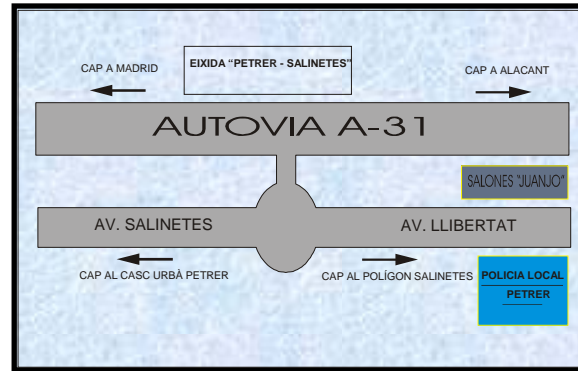 EIXIDA “PETRER - SALINETES”
CAP A MADRID
CAP A ALACANT
AUTOVIA A-31
SALONES “JUANJO”
AV. SALINETES
AV. LLIBERTAT
CAP AL CASC URBÀ PETRER
CAP AL POLÍGON SALINETES
POLICIA LOCAL
PETRER